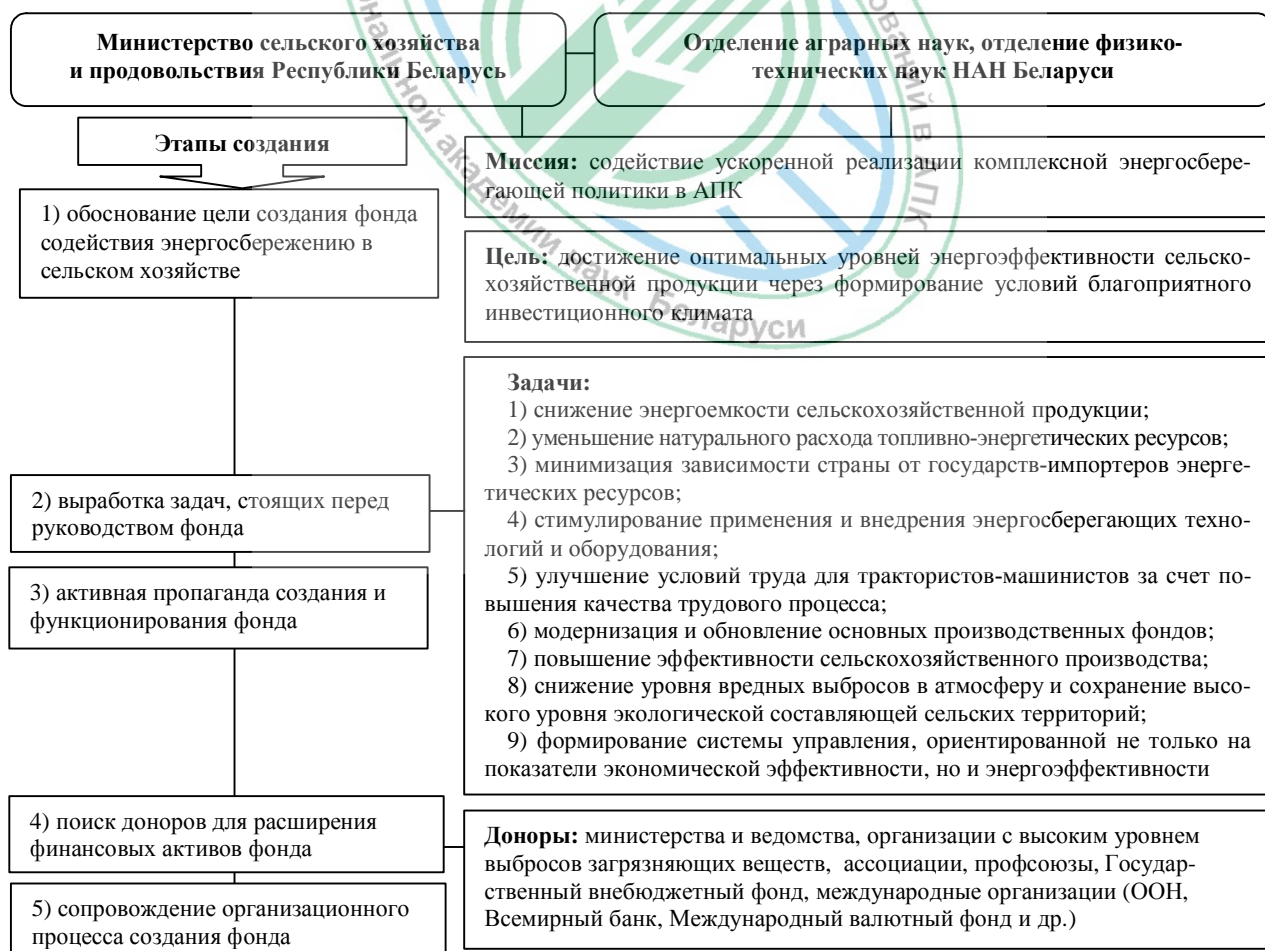 Министерство сельского хозяйства
и продовольствия Республики Беларусь
Отделение аграрных наук, отделение физико-
технических наук НАН Беларуси
Этапы создания
1) обоснование цели создания фонда
содействия энергосбережению в
сельском хозяйстве
Миссия: содействие ускоренной реализации комплексной энергосбере-
гающей политики в АПК
Цель: достижение оптимальных уровней энергоэффективности сельско-
хозяйственной продукции через формирование условий благоприятного
инвестиционного климата
Задачи:
1) снижение энергоемкости сельскохозяйственной продукции;
2) уменьшение натурального расхода топливно-энергетических ресурсов;
3) минимизация зависимости страны от государств-импортеров энерге-
тических ресурсов;
4) стимулирование применения и внедрения энергосберегающих техно-
логий и оборудования;
5) улучшение условий труда для трактористов-машинистов за счет по-
вышения качества трудового процесса;
6) модернизация и обновление основных производственных фондов;
7) повышение эффективности сельскохозяйственного производства;
8) снижение уровня вредных выбросов в атмосферу и сохранение высо-
кого уровня экологической составляющей сельских территорий;
9) формирование системы управления, ориентированной не только на
показатели экономической эффективности, но и энергоэффективности
2) выработка задач, стоящих перед
руководством фонда
3) активная пропаганда создания и
функционирования фонда
4) поиск доноров для расширения
финансовых активов фонда
5) сопровождение организационного
процесса создания фонда
Доноры: министерства и ведомства, организации с высоким уровнем
выбросов загрязняющих веществ, ассоциации, профсоюзы, Государ-
ственный внебюджетный фонд, международные организации (ООН,
Всемирный банк, Международный валютный фонд и др.)
академии наук Беларуси
в АПК